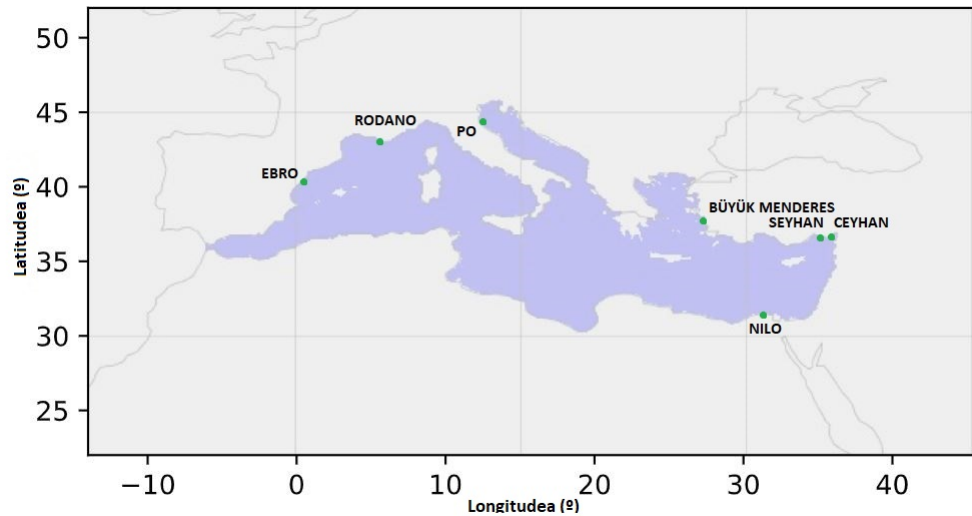 50
45
40
35
30
25
Latitudea (º)
RODANO
PO
EBRO
BÜYÜK MENDERES
SEYHAN CEYHAN
NILO
−10 0 10 20 30 40
Longitudea (º)